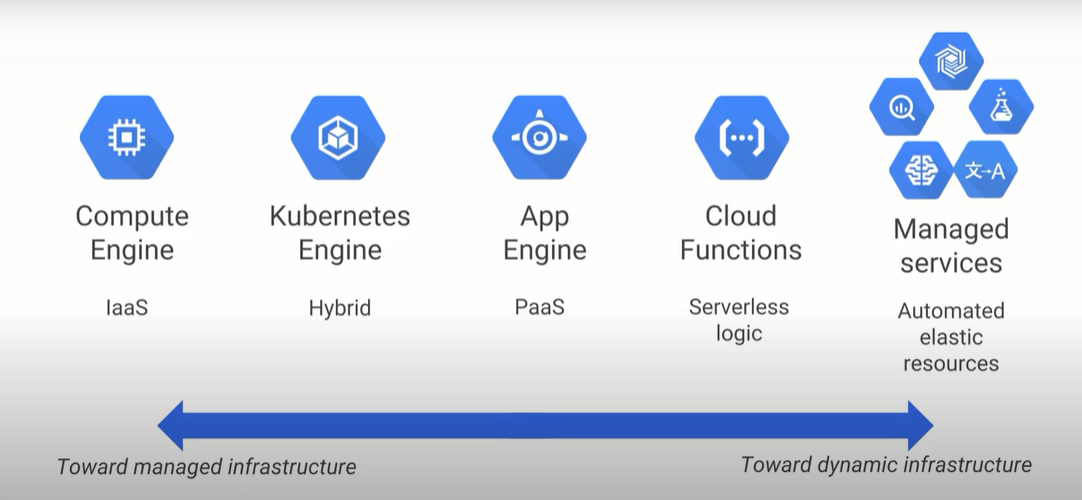 文→A
Compute
Engine
Kubernetes
Engine
App
Engine
Cloud
Functions
Managed
services
IaaS
Hybrid
PaaS
Serverless
logic
Automated
elastic
resources
Toward managed infrastructure
Toward dynamic infrastructure